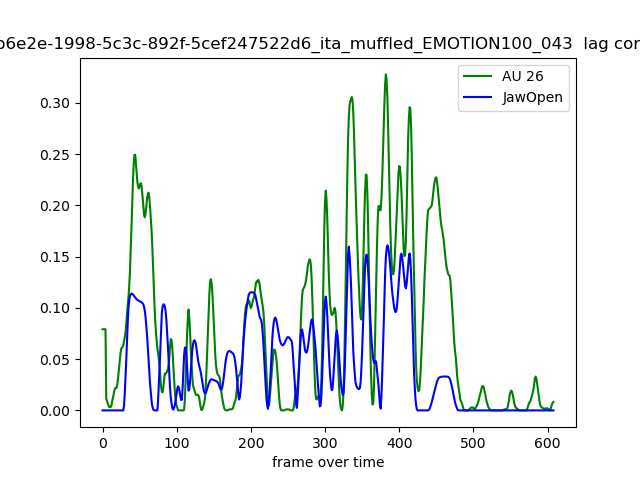 b6e2e-1998-5c3c-892f-5cef247522d6_ita_muffled_EMOTION100_043 lag cor
AU 26
JawOpen
0.30
0.25
0.20
0.15
0.10
0.05
0.00
0 100 200 300 400 500 600
frame over time